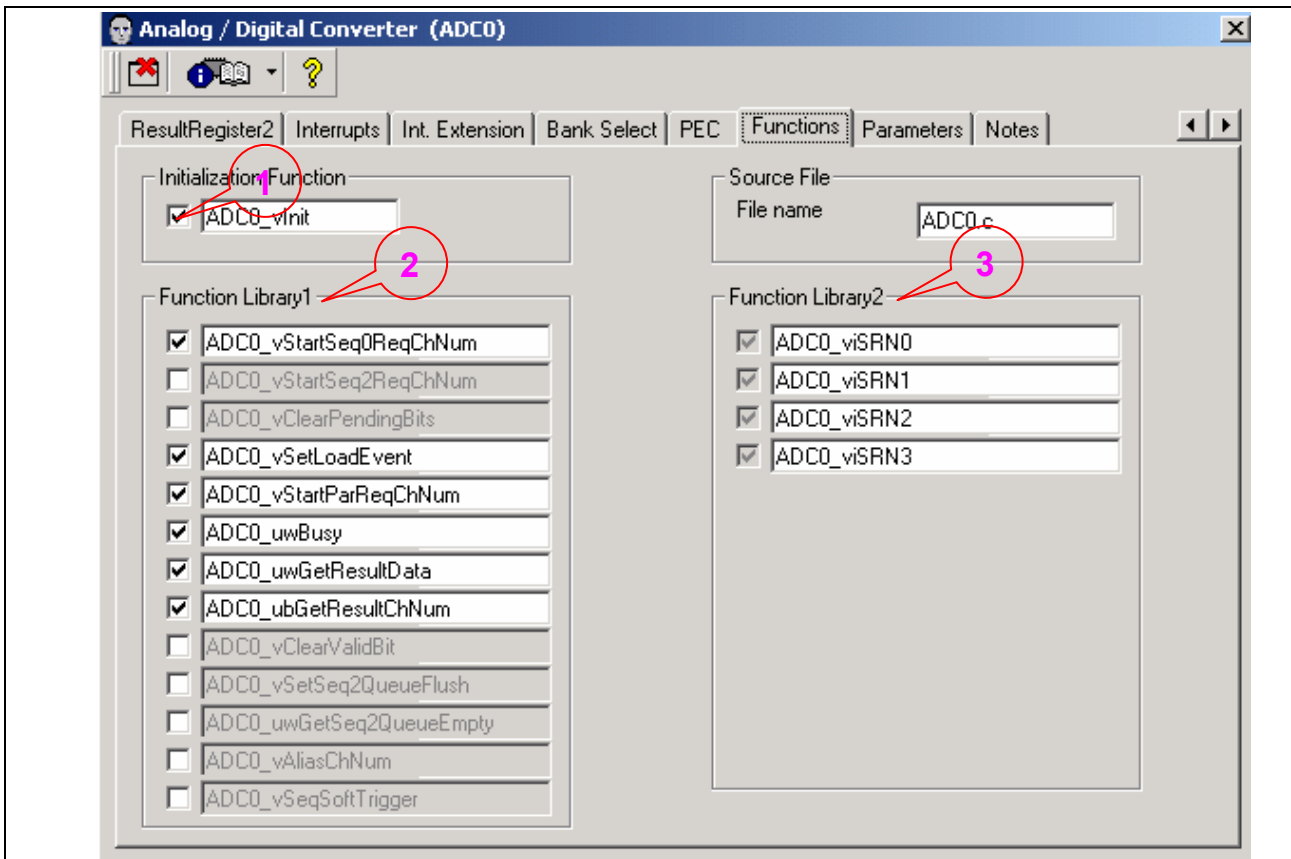 Analog / Digital Converter (ADC0)
ResultRegister2 Interrupts Int. Extension Bank Select PEC Functions Parameters Notes
Initialization Function
1
ADC0_vInit
Source File
File name
ADC0.c
2
3
Function Library1
ADC0_vStartSeq0ReqChNum
ADC0_vStartSeq2ReqChNum
ADC0_vClearPendingBits
ADC0_vSetLoadEvent
ADC0_vStartParReqChNum
ADC0_uwBusy
ADC0_uwGetResultData
ADC0_ubGetResultChNum
ADC0_vClearValidBit
ADC0_vSetSeq2QueueFlush
ADC0_uwGetSeq2QueueEmpty
ADC0_vAliasChNum
ADC0_vSeqSoftTrigger
Function Library2
ADC0_viSRN0
ADC0_viSRN1
ADC0_viSRN2
ADC0_viSRN3